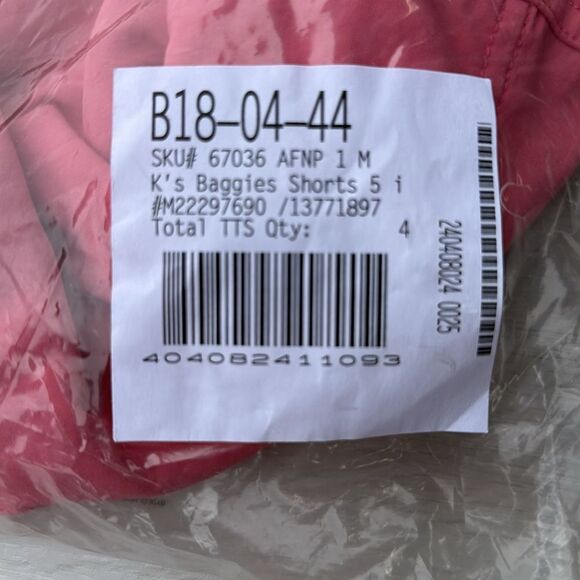 B18-04-44
SKU# 67036 AFNP 1 M
K's Baggies Shorts 5 i
#M22297690 /13771897
Total TTS Qty: 4
404082411093
240408024 0025